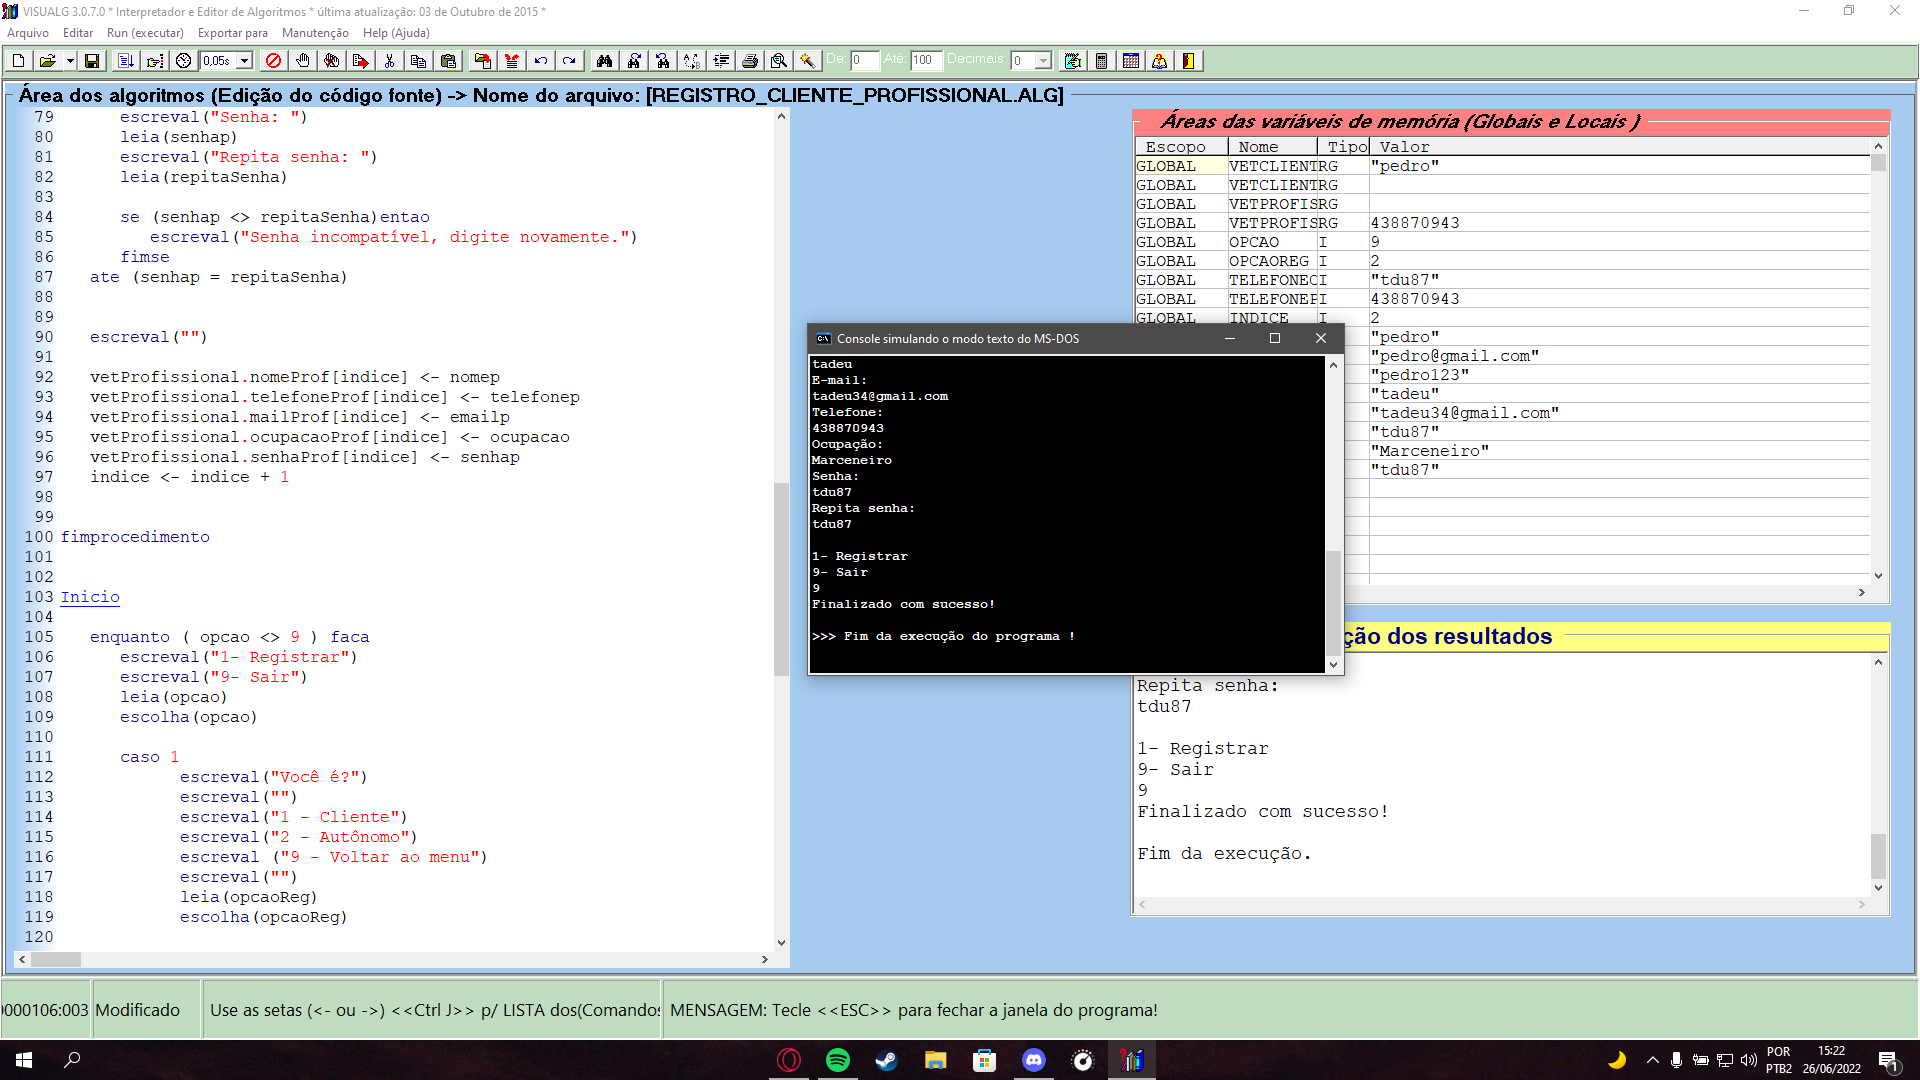 VISUALG 3.0.7.0 * Interpretador e Editor de Algoritmos * última atualização: 03 de Outubro de 2015 *
Arquivo Editar Run (executar) Exportar para Manutenção Help (Ajuda)
0,05s De: 0 Até: 100 Decimais: 0
Área dos algoritmos (Edição do código fonte) -> Nome do arquivo: [REGISTRO_CLIENTE_PROFISSIONAL.ALG]
79 escreval("Senha: ")
80 leia(senhap)
81 escreval("Repita senha: ")
82 leia(repitaSenha)
83
84 se (senhap <> repitaSenha)entao
85 escreval("Senha incompatível, digite novamente.")
86 fimse
87 ate (senhap = repitaSenha)
88
89
90 escreval("")
91
92 vetProfissional.nomeProf[indice] <- nomep
93 vetProfissional.telefoneProf[indice] <- telefonep
94 vetProfissional.mailProf[indice] <- emailp
95 vetProfissional.ocupacaoProf[indice] <- ocupacao
96 vetProfissional.senhaProf[indice] <- senhap
97 indice <- indice + 1
98
99
100 fimprocedimento
101
102
103 Inicio
104
105 enquanto ( opcao <> 9 ) faca
106 escreval("1- Registrar")
107 escreval("9- Sair")
108 leia(opcao)
109 escolha(opcao)
110
111 caso 1
112 escreval("Você é?")
113 escreval("")
114 escreval("1 - Cliente")
115 escreval("2 - Autônomo")
116 escreval ("9 - Voltar ao menu")
117 escreval("")
118 leia(opcaoReg)
119 escolha(opcaoReg)
120
Áreas das variáveis de memória (Globais e Locais )
Escopo Nome Tipo Valor
GLOBAL VETCLIENT RG "pedro"
GLOBAL VETCLIENT RG
GLOBAL VETPROFIS RG
GLOBAL VETPROFIS RG 438870943
GLOBAL OPCAO I 9
GLOBAL OPCAOREG I 2
GLOBAL TELEFONEC I "tdu87"
GLOBAL TELEFONEP I 438870943
GLOBAL INDICE I 2
"pedro"
"pedro@gmail.com"
"pedro123"
"tadeu"
"tadeu34@gmail.com"
"tdu87"
"Marceneiro"
"tdu87"
Console simulando o modo texto do MS-DOS
tadeu
E-mail:
tadeu34@gmail.com
Telefone:
438870943
Ocupação:
Marceneiro
Senha:
tdu87
Repita senha:
tdu87
1- Registrar
9- Sair
9
Finalizado com sucesso!
>>> Fim da execução do programa !
ção dos resultados
Repita senha:
tdu87
1- Registrar
9- Sair
9
Finalizado com sucesso!
Fim da execução.
0000106:003 Modificado Use as setas (<- ou ->) <<Ctrl J>> p/ LISTA dos(Comandos MENSAGEM: Tecle <<ESC>> para fechar a janela do programa!
POR
PTB2
15:22
26/06/2022
1